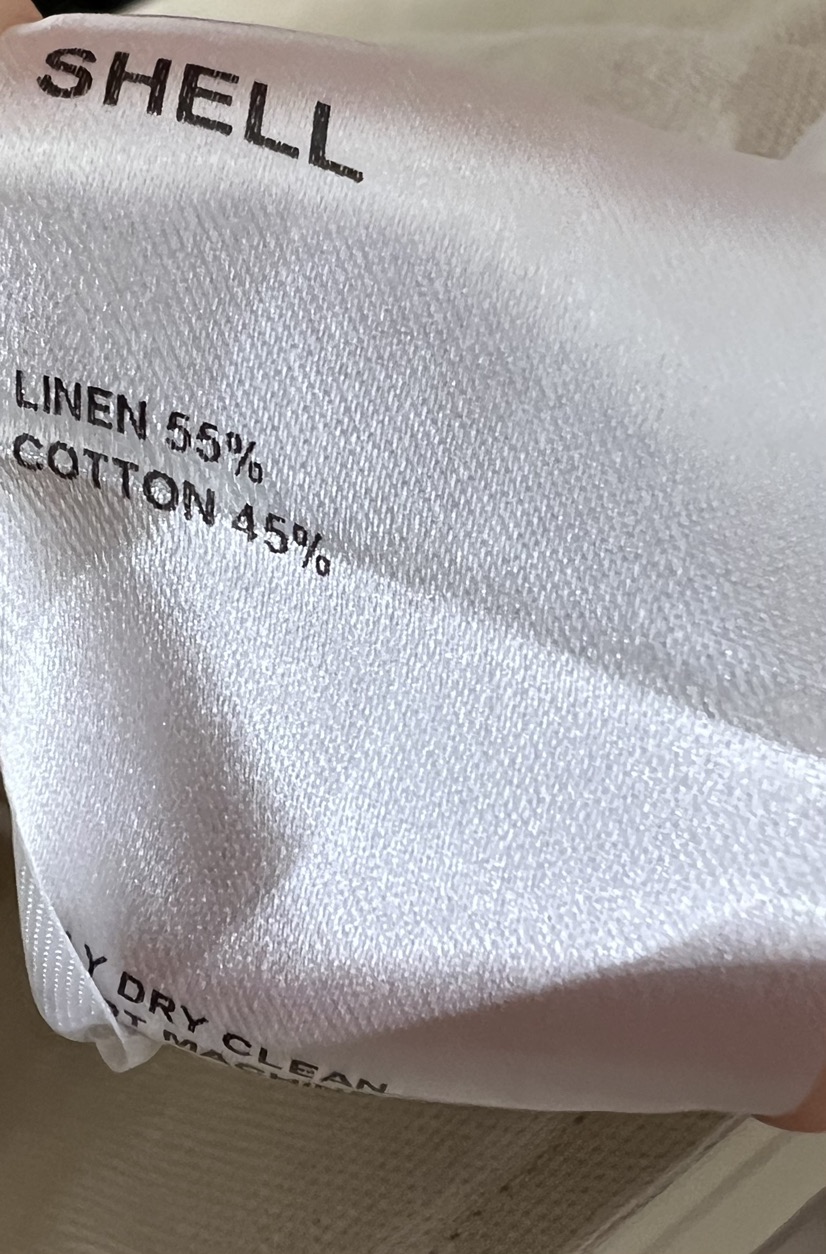 SHELL
LINEN 55%
COTTON 45%
DRY CLEAN